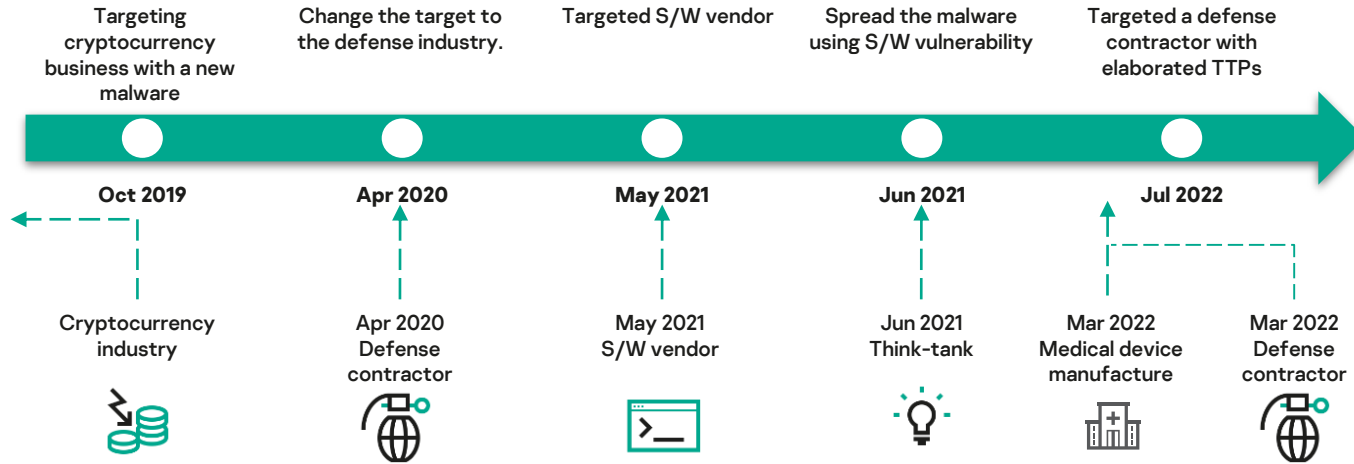 Targeting
cryptocurrency
business with a new
malware
Change the target to
the defense industry.
Targeted S/W vendor
Spread the malware
using S/W vulnerability
Targeted a defense
contractor with
elaborated TTPs
Oct 2019
Apr 2020
May 2021
Jun 2021
Jul 2022
Cryptocurrency
industry
Apr 2020
Defense
contractor
May 2021
S/W vendor
Jun 2021
Think-tank
Mar 2022
Medical device
manufacture
Mar 2022
Defense
contractor